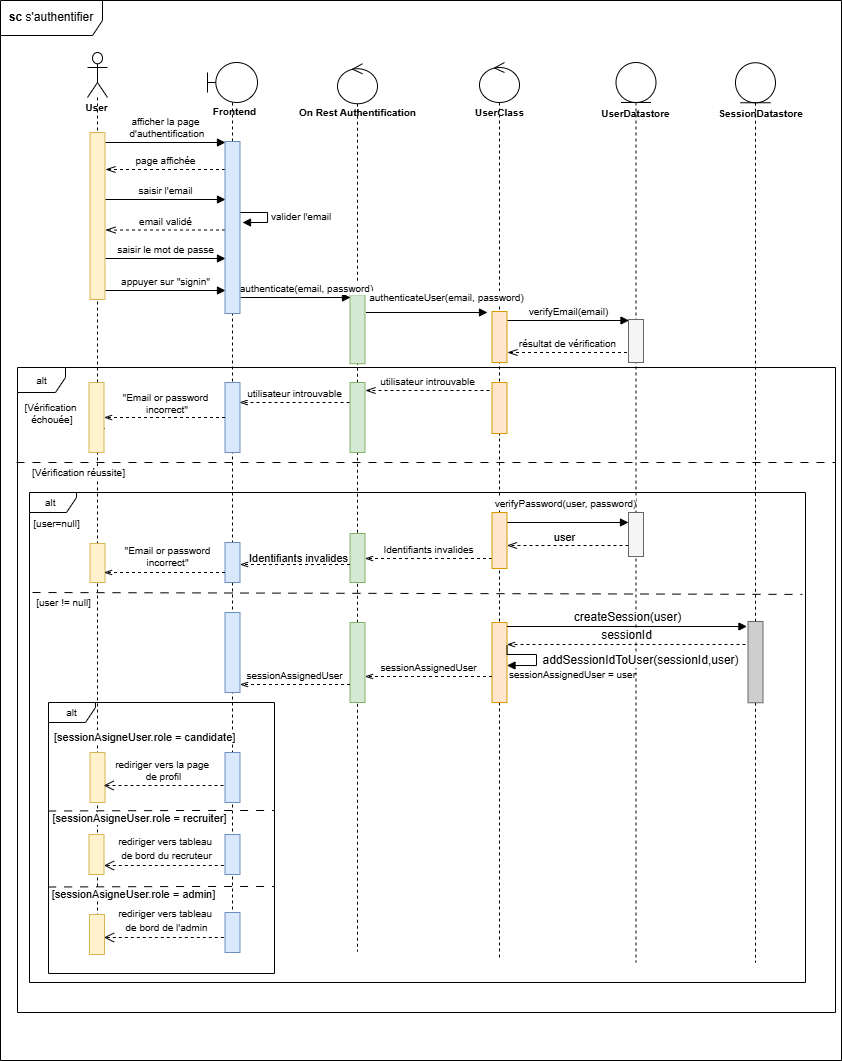 sc s'authentifier
User
Frontend
On Rest Authentification
UserClass
UserDatastore
SessionDatastore
afficher la page
d'authentification
page affichée
saisir l'email
valider l'email
email validé
saisir le mot de passe
appuyer sur "signin"
authenticate(email, password)
authenticateUser(email, password)
verifyEmail(email)
résultat de vérification
alt
[Vérification
échouée]
utilisateur introuvable
utilisateur introuvable
"Email or password
incorrect"
[Vérification réussite]
alt
[user=null]
verifyPassword(user, password)
user
Identifiants invalides
Identifiants invalides
"Email or password
incorrect"
[user != null]
createSession(user)
sessionId
addSessionIdToUser(sessionId,user)
sessionAssignedUser = user
sessionAssignedUser
sessionAssignedUser
alt
[sessionAsigneUser.role = candidate]
rediriger vers la page
de profil
[sessionAsigneUser.role = recruiter]
rediriger vers tableau
de bord du recruteur
[sessionAsigneUser.role = admin]
rediriger vers tableau
de bord de l'admin